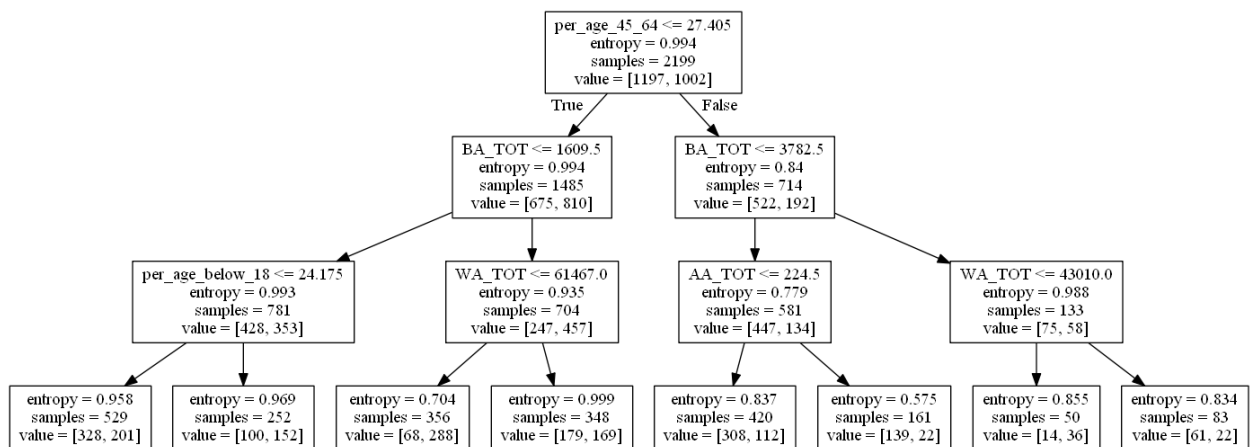 per_age_45_64 <= 27.405
entropy = 0.994
samples = 2199
value = [1197, 1002]
True
False
BA_TOT <= 1609.5
entropy = 0.994
samples = 1485
value = [675, 810]
BA_TOT <= 3782.5
entropy = 0.84
samples = 714
value = [522, 192]
per_age_below_18 <= 24.175
entropy = 0.993
samples = 781
value = [428, 353]
WA_TOT <= 61467.0
entropy = 0.935
samples = 704
value = [247, 457]
AA_TOT <= 224.5
entropy = 0.779
samples = 581
value = [447, 134]
WA_TOT <= 43010.0
entropy = 0.988
samples = 133
value = [75, 58]
entropy = 0.958
samples = 529
value = [328, 201]
entropy = 0.969
samples = 252
value = [100, 152]
entropy = 0.704
samples = 356
value = [68, 288]
entropy = 0.999
samples = 348
value = [179, 169]
entropy = 0.837
samples = 420
value = [308, 112]
entropy = 0.575
samples = 161
value = [139, 22]
entropy = 0.855
samples = 50
value = [14, 36]
entropy = 0.834
samples = 83
value = [61, 22]